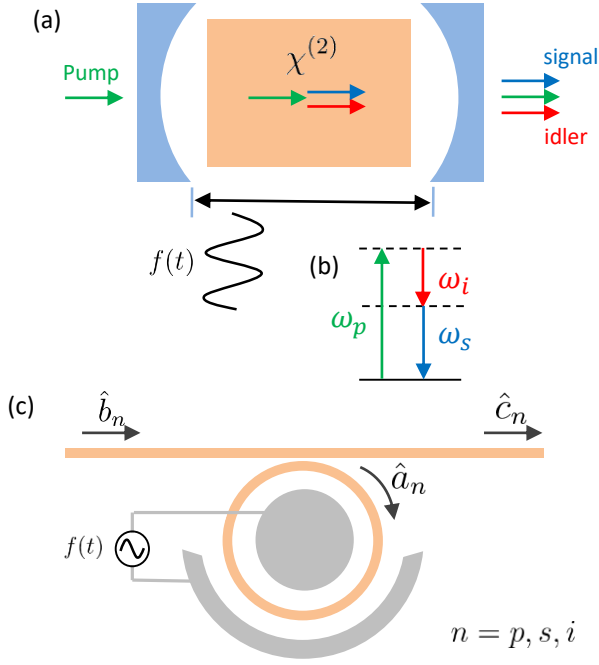 (a)
χ⁽²⁾
Pump
signal
idler
f(t)
(b)
ω_i
ω_p
ω_s
(c)
b̂_n
ĉ_n
â_n
f(t)
n = p, s, i